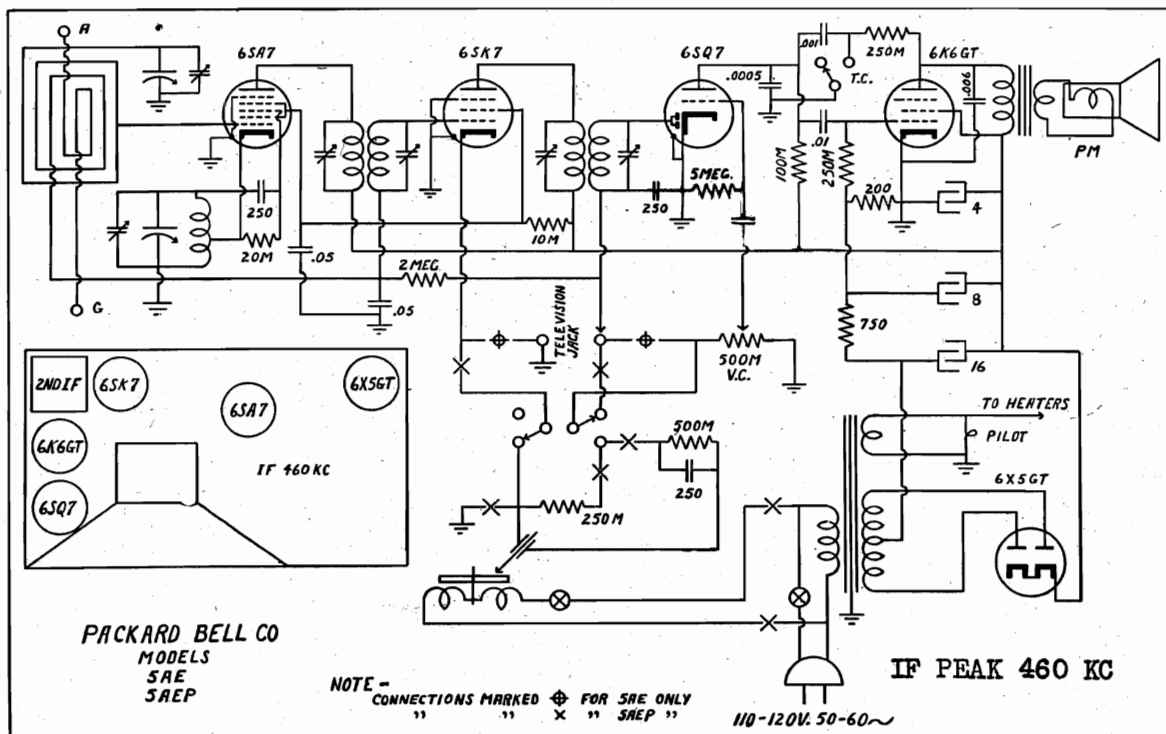 A
6SA7
6SK7
6SQ7
6K6GT
.001
250M
T.C.
.0005
.006
PM
.01
100M
250M
200
4
250
20M
.05
10M
250
5MEG.
2MEG.
.05
G
8
750
16
TELEVISION
JACK
500M
V.C.
2NDIF
6SK7
6X5GT
6SA7
6K6GT
IF 460 KC
6SQ7
500M
250
250M
TO HEATERS
PILOT
6X5GT
PACKARD BELL CO
MODELS
5AE
5AEP
NOTE -
CONNECTIONS MARKED FOR 5AE ONLY
" " " 5AEP "
IF PEAK 460 KC
110-120V. 50-60~